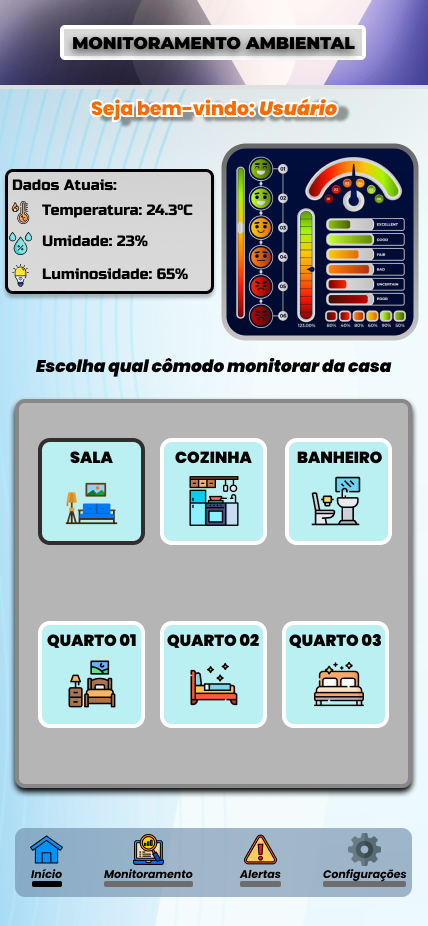 MONITORAMENTO AMBIENTAL
Seja bem-vindo: Usuário
Dados Atuais:
Temperatura: 24.3ºC
Umidade: 23%
Luminosidade: 65%
01
02
03
04
05
06
EXCELLENT
GOOD
FAIR
BAD
UNCERTAIN
POOR
123.00%
80% 40% 80% 60% 90% 50%
Escolha qual cômodo monitorar da casa
SALA
COZINHA
BANHEIRO
QUARTO 01
QUARTO 02
QUARTO 03
Início
Monitoramento
Alertas
Configurações